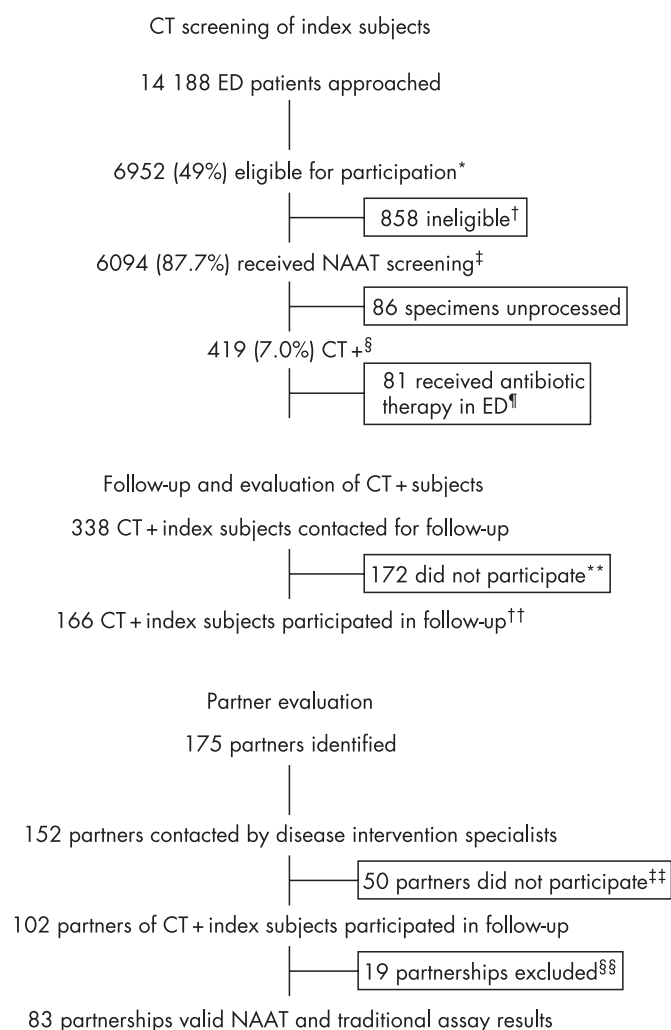 CT screening of index subjects
14 188 ED patients approached
6952 (49%) eligible for participation*
858 ineligible†
6094 (87.7%) received NAAT screening‡
86 specimens unprocessed
419 (7.0%) CT+§
81 received antibiotic
therapy in ED¶
Follow-up and evaluation of CT+ subjects
338 CT+ index subjects contacted for follow-up
172 did not participate**
166 CT+ index subjects participated in follow-up††
Partner evaluation
175 partners identified
152 partners contacted by disease intervention specialists
50 partners did not participate‡‡
102 partners of CT+ index subjects participated in follow-up
19 partnerships excluded§§
83 partnerships valid NAAT and traditional assay results